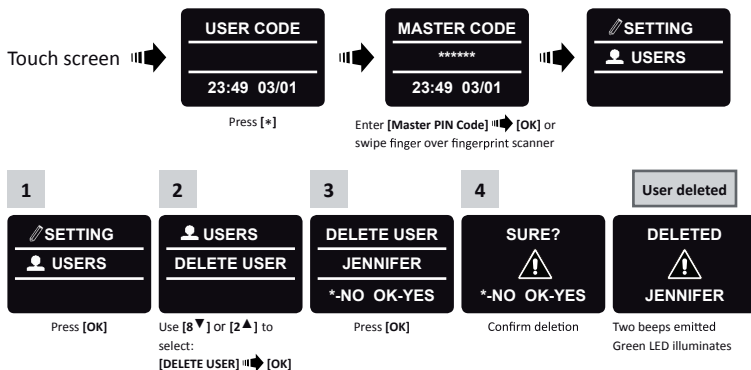 Touch screen
USER CODE
23:49 03/01
Press [*]
MASTER CODE
******
23:49 03/01
Enter [Master PIN Code] [OK] or
swipe finger over fingerprint scanner
SETTING
USERS
1
SETTING
USERS
Press [OK]
2
USERS
DELETE USER
Use [8▼] or [2▲] to
select:
[DELETE USER] [OK]
3
DELETE USER
JENNIFER
*-NO OK-YES
Press [OK]
4
SURE?
*-NO OK-YES
Confirm deletion
User deleted
DELETED
JENNIFER
Two beeps emitted
Green LED illuminates